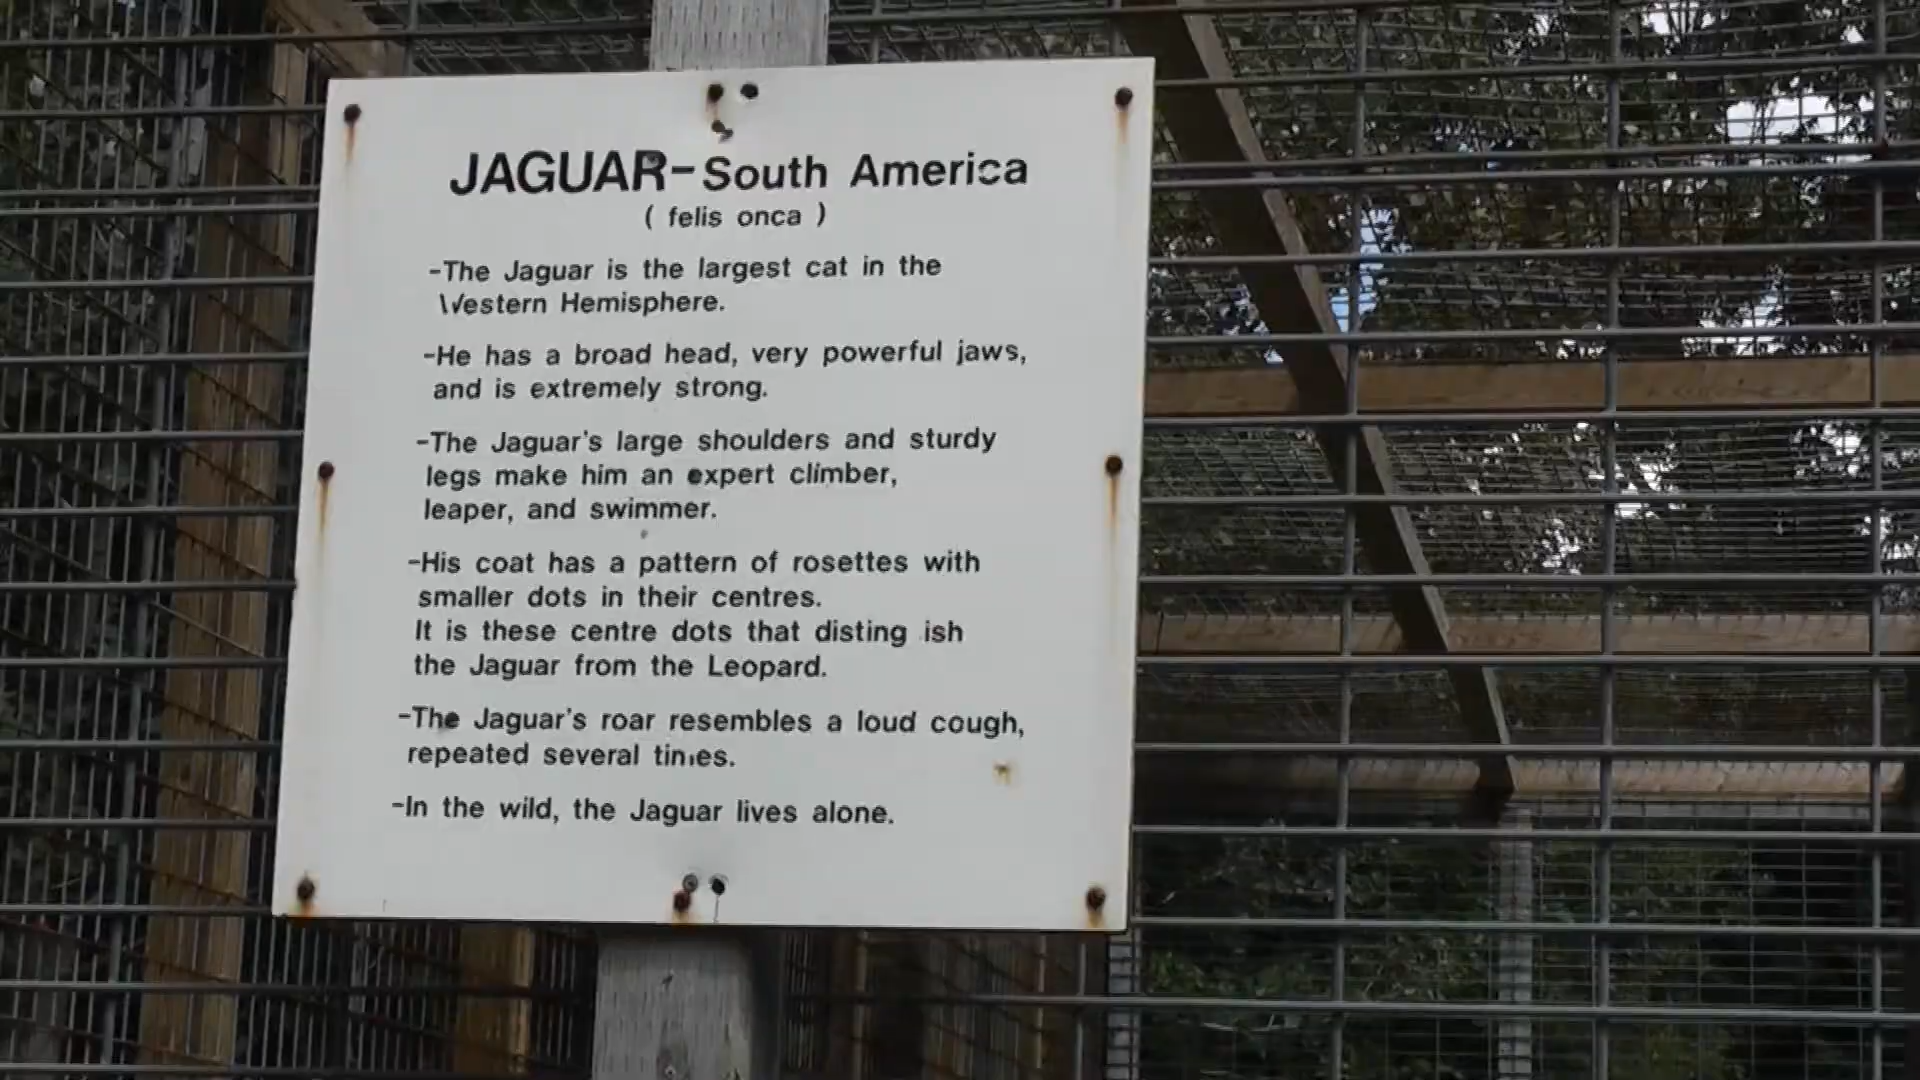 JAGUAR-South America
( felis onca )
-The Jaguar is the largest cat in the
Western Hemisphere.
-He has a broad head, very powerful jaws,
and is extremely strong.
-The Jaguar's large shoulders and sturdy
legs make him an expert climber,
leaper, and swimmer.
-His coat has a pattern of rosettes with
smaller dots in their centres.
It is these centre dots that disting ish
the Jaguar from the Leopard.
-The Jaguar's roar resembles a loud cough,
repeated several times.
-In the wild, the Jaguar lives alone.